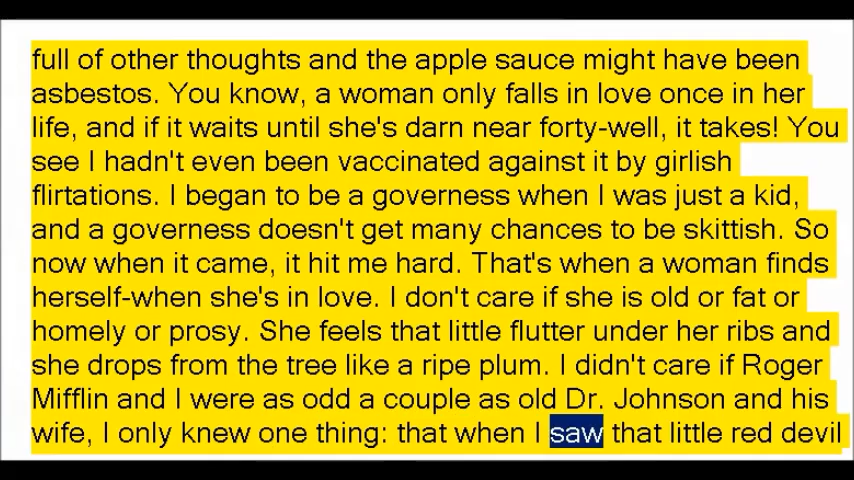 full of other thoughts and the apple sauce might have been
asbestos. You know, a woman only falls in love once in her
life, and if it waits until she's darn near forty-well, it takes! You
see I hadn't even been vaccinated against it by girlish
flirtations. I began to be a governess when I was just a kid,
and a governess doesn't get many chances to be skittish. So
now when it came, it hit me hard. That's when a woman finds
herself-when she's in love. I don't care if she is old or fat or
homely or prosy. She feels that little flutter under her ribs and
she drops from the tree like a ripe plum. I didn't care if Roger
Mifflin and I were as odd a couple as old Dr. Johnson and his
wife, I only knew one thing: that when I saw that little red devil